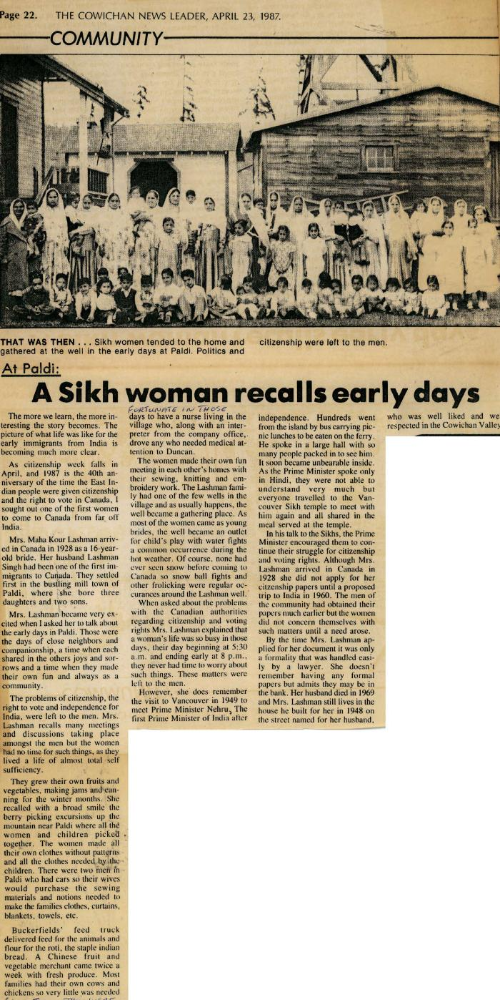 Page 22.
THE COWICHAN NEWS LEADER, APRIL 23, 1987.
COMMUNITY
THAT WAS THEN . . . Sikh women tended to the home and
gathered at the well in the early days at Paldi. Politics and
citizenship were left to the men.
At Paldi:
A Sikh woman recalls early days
The more we learn, the more in-
teresting the story becomes. The
picture of what life was like for the
early immigrants from India is
becoming much more clear.
As citizenship week falls in
April, and 1987 is the 40th an-
niversary of the time the East In-
dian people were given citizenship
and the right to vote in Canada, I
sought out one of the first women
to come to Canada from far off
India.
Mrs. Maha Kour Lashman arriv-
ed in Canada in 1928 as a 16-year-
old bride. Her husband Lashman
Singh had been one of the first im-
migrants to Canada. They settled
first in the bustling mill town of
Paldi, where she bore three
daughters and two sons.
Mrs. Lashman became very ex-
cited when I asked her to talk about
the early days in Paldi. Those were
the days of close neighbors and
companionship, a time when each
shared in the others joys and sor-
rows and a time when they made
their own fun and always as a
community.
The problems of citizenship, the
right to vote and independence for
India, were left to the men. Mrs.
Lashman recalls many meetings
and discussions taking place
amongst the men but the women
had no time for such things, as they
lived a life of almost total self
sufficiency.
They grew their own fruits and
vegetables, making jams and can-
ning for the winter months. She
recalled with a broad smile the
berry picking excursions up the
mountain near Paldi where all the
women and children picked
together. The women made all
their own clothes without patterns
and all the clothes needed by the
children. There were two men in
Paldi who had cars so their wives
would purchase the sewing
materials and notions needed to
make the families clothes, curtains,
blankets, towels, etc.
Buckerfields' feed truck
delivered feed for the animals and
flour for the roti, the staple indian
bread. A Chinese fruit and
vegetable merchant came twice a
week with fresh produce. Most
families had their own cows and
chickens so very little was needed
FORTUNATE IN THOSE
days to have a nurse living in the
village who, along with an inter-
preter from the company office,
drove any who needed medical at-
tention to Duncan.
The women made their own fun
meeting in each other's homes with
their sewing, knitting and em-
broidery work. The Lashman fami-
ly had one of the few wells in the
village and as usually happens, the
well became a gathering place. As
most of the women came as young
brides, the well became an outlet
for child's play with water fights
a common occurrence during the
hot weather. Of course, none had
ever seen snow before coming to
Canada so snow ball fights and
other frolicking were regular oc-
curances around the Lashman well.
When asked about the problems
with the Canadian authorities
regarding citizenship and voting
rights Mrs. Lashman explained that
a woman's life was so busy in those
days, their day beginning at 5:30
a.m. and ending early at 8 p.m.,
they never had time to worry about
such things. These matters were
left to the men.
However, she does remember
the visit to Vancouver in 1949 to
meet Prime Minister Nehru, The
first Prime Minister of India after
independence. Hundreds went
from the island by bus carrying pic-
nic lunches to be eaten on the ferry.
He spoke in a large hall with so
many people packed in to see him.
It soon became unbearable inside.
As the Prime Minister spoke only
in Hindi, they were not able to
understand very much but
everyone travelled to the Van-
couver Sikh temple to meet with
him again and all shared in the
meal served at the temple.
In his talk to the Sikhs, the Prime
Minister encouraged them to con-
tinue their struggle for citizenship
and voting rights. Although Mrs.
Lashman arrived in Canada in
1928 she did not apply for her
citizenship papers until a proposed
trip to India in 1960. The men of
the community had obtained their
papers much earlier but the women
did not concern themselves with
such matters until a need arose.
By the time Mrs. Lashman ap-
plied for her document it was only
a formality that was handled easi-
ly by a lawyer. She doesn't
remember having any formal
papers but admits they may be in
the bank. Her husband died in 1969
and Mrs. Lashman still lives in the
house he built for her in 1948 on
the street named for her husband,
who was well liked and we
respected in the Cowichan Valley